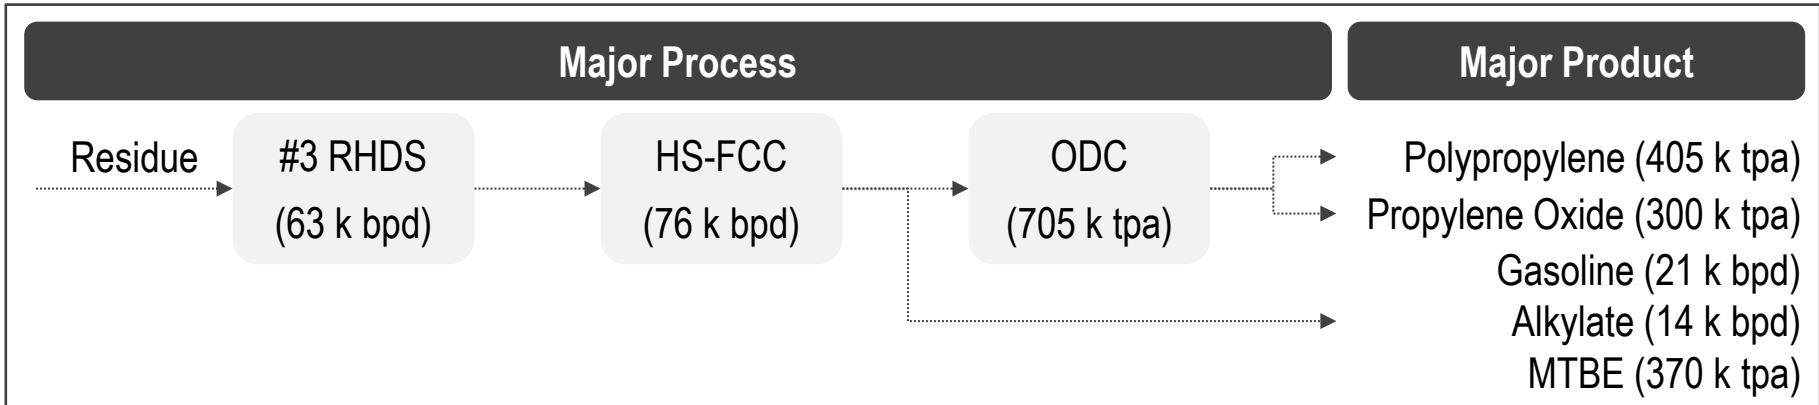 Major Process
Major Product
Residue
#3 RHDS
(63 k bpd)
HS-FCC
(76 k bpd)
ODC
(705 k tpa)
Polypropylene (405 k tpa)
Propylene Oxide (300 k tpa)
Gasoline (21 k bpd)
Alkylate (14 k bpd)
MTBE (370 k tpa)